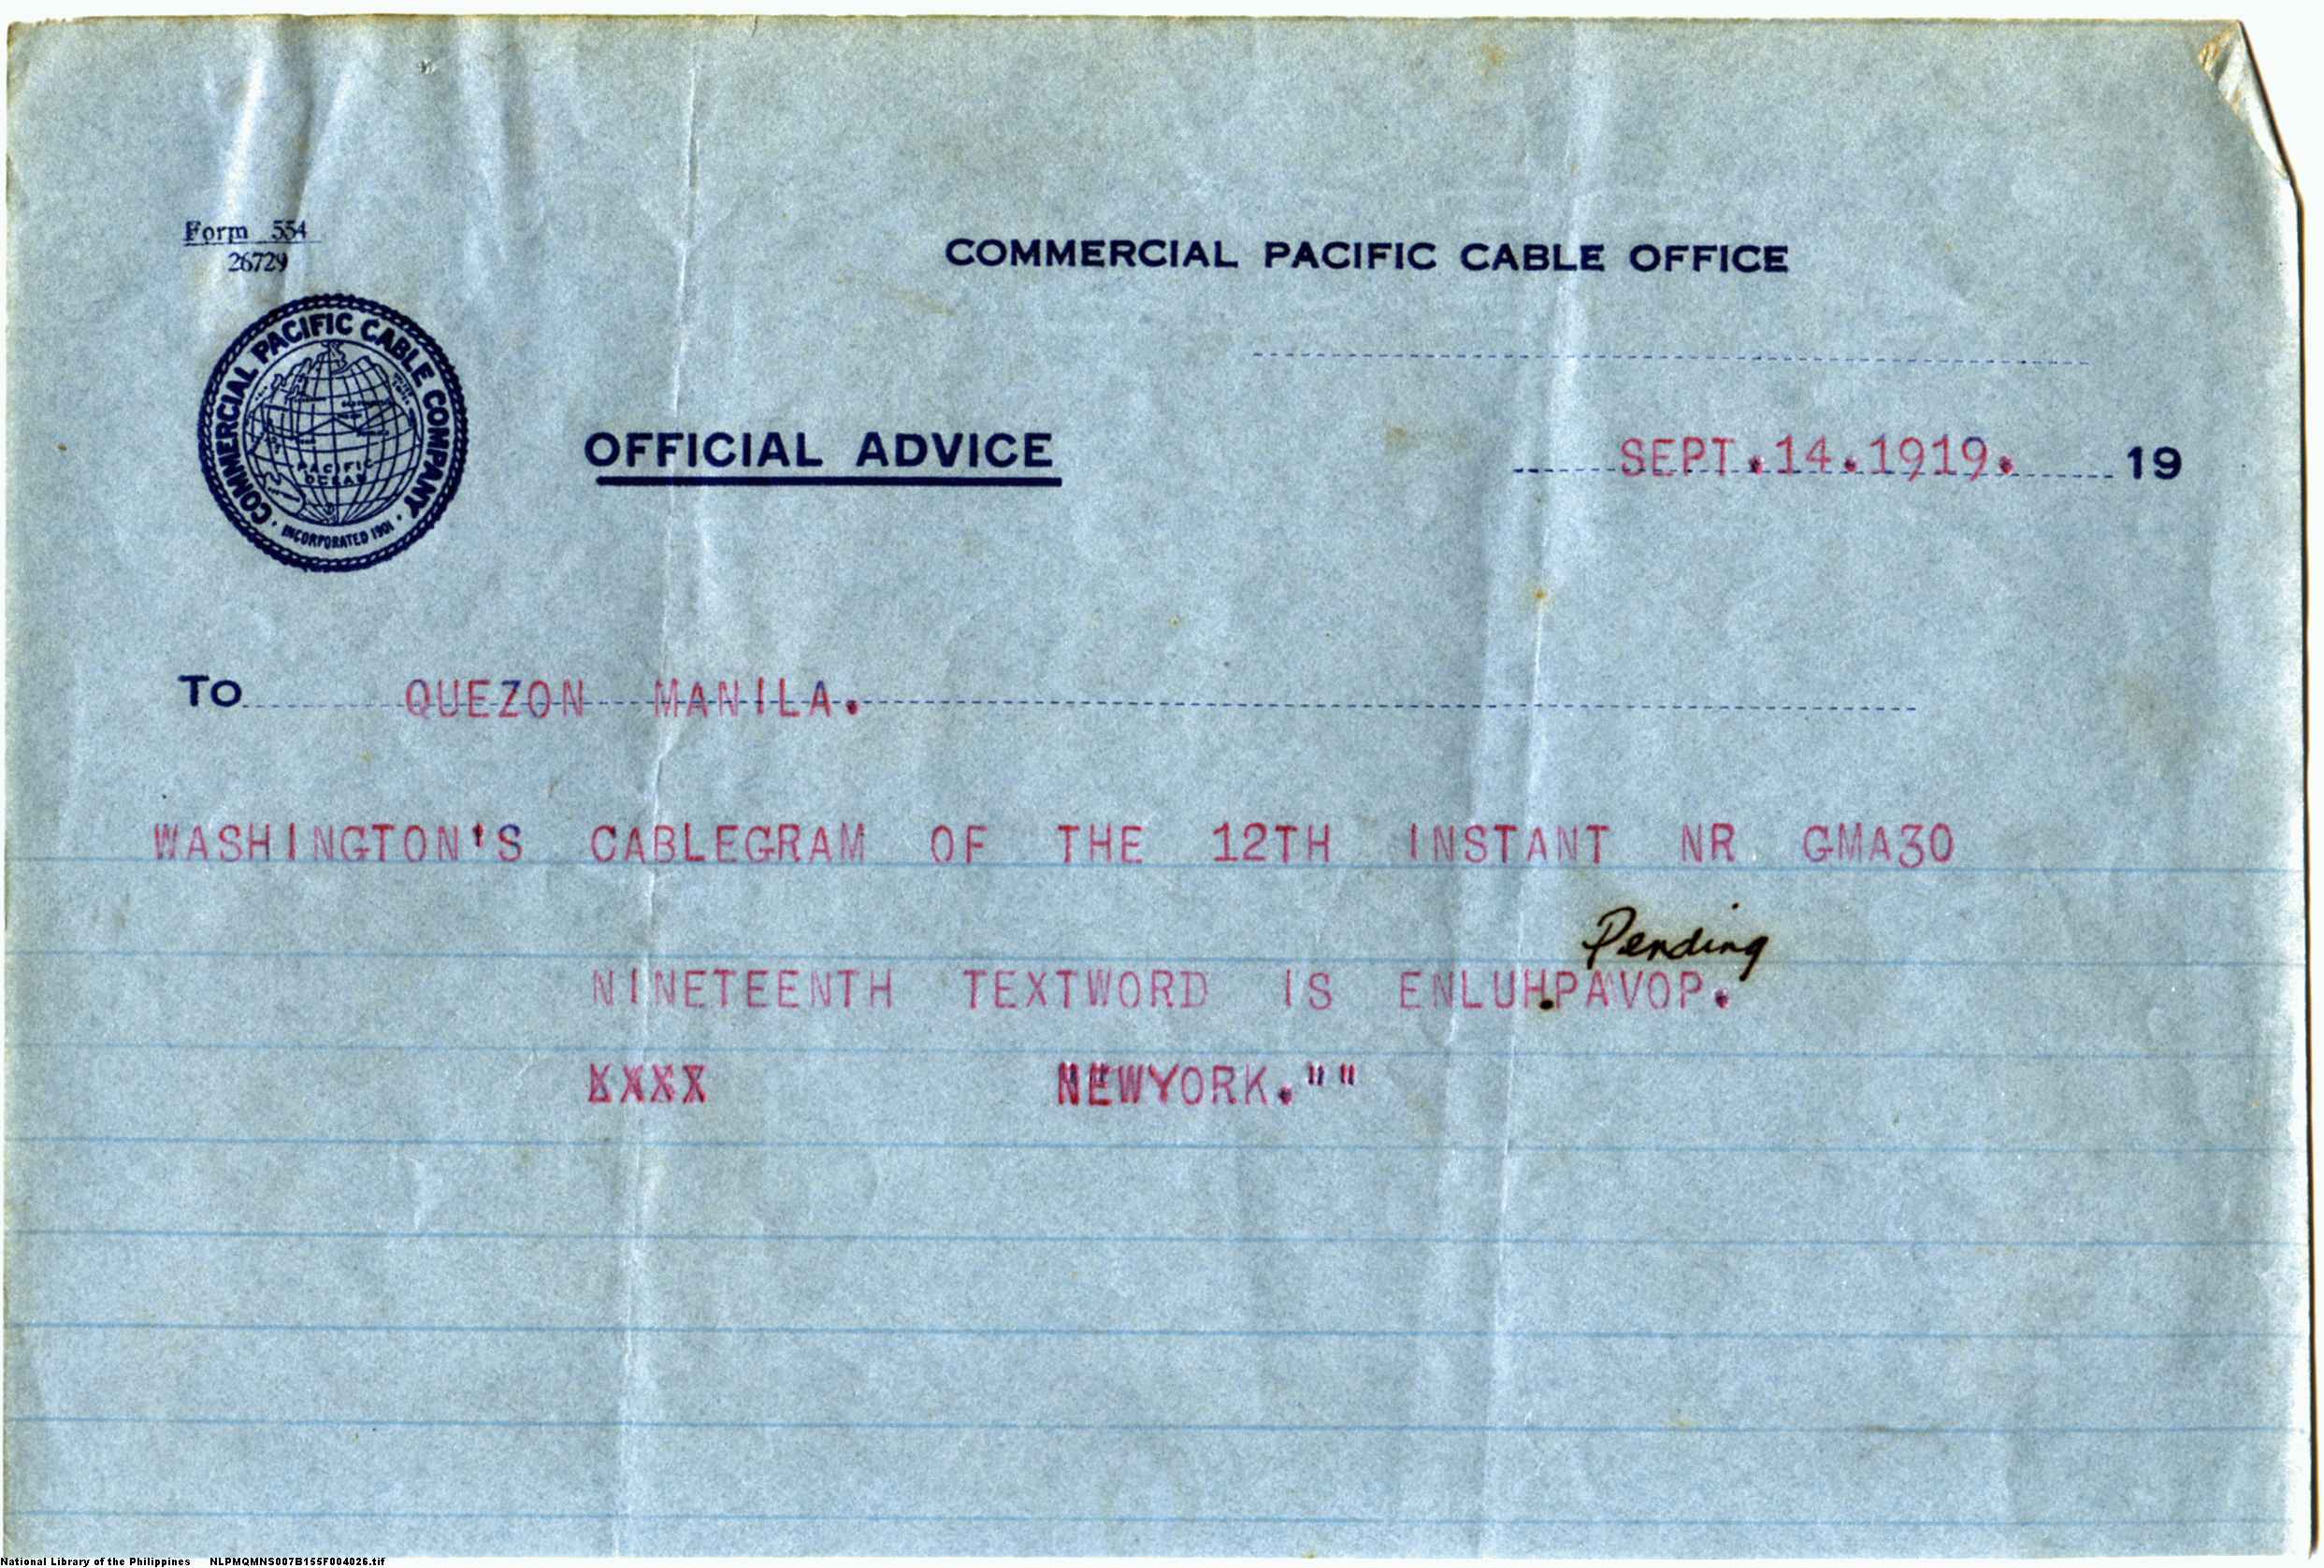 Form 554
26729
COMMERCIAL PACIFIC CABLE OFFICE
COMMERCIAL PACIFIC CABLE COMPANY
PACIFIC
OCEAN
INCORPORATED 1901
OFFICIAL ADVICE
SEPT.14.1919. 19
To QUEZON MANILA.
WASHINGTON'S CABLEGRAM OF THE 12TH INSTANT NR GMA30
Pending
NINETEENTH TEXTWORD IS ENLUH.PAVOP.
XXXX NEWYORK.""
National Library of the Philippines NLPMQMNS007B155F004026.tif